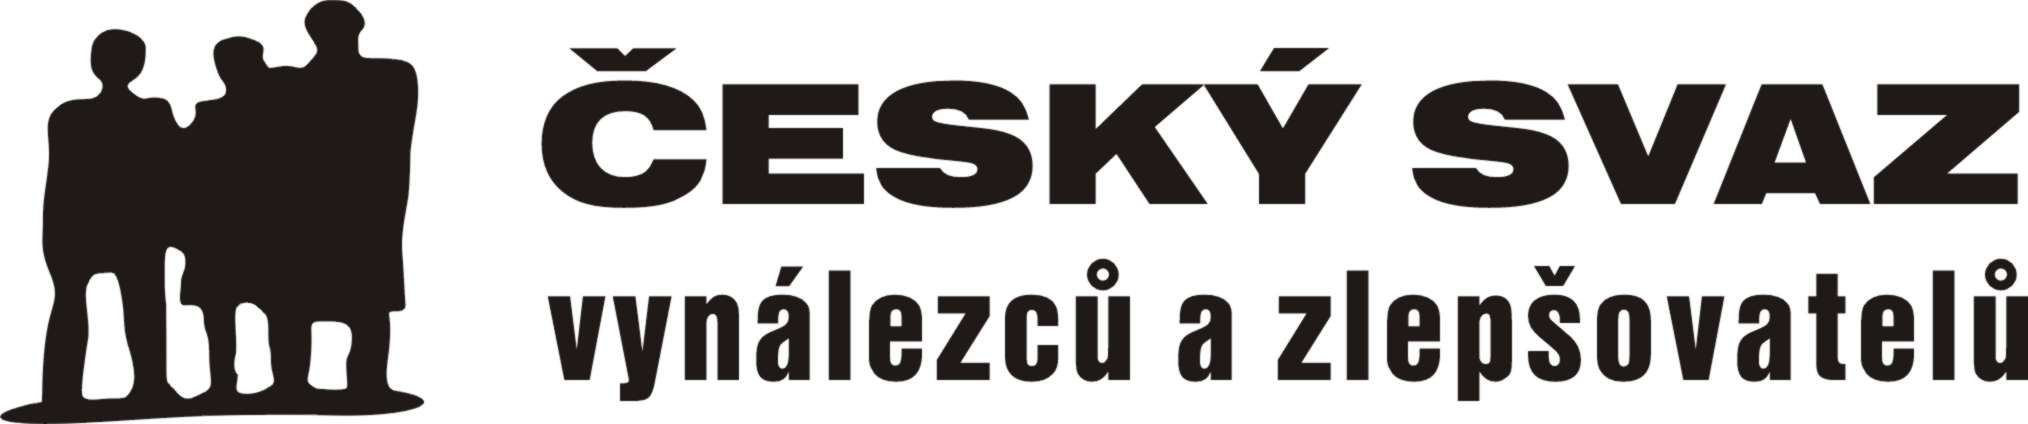 ČESKÝ SVAZ
vynálezců a zlepšovatelů